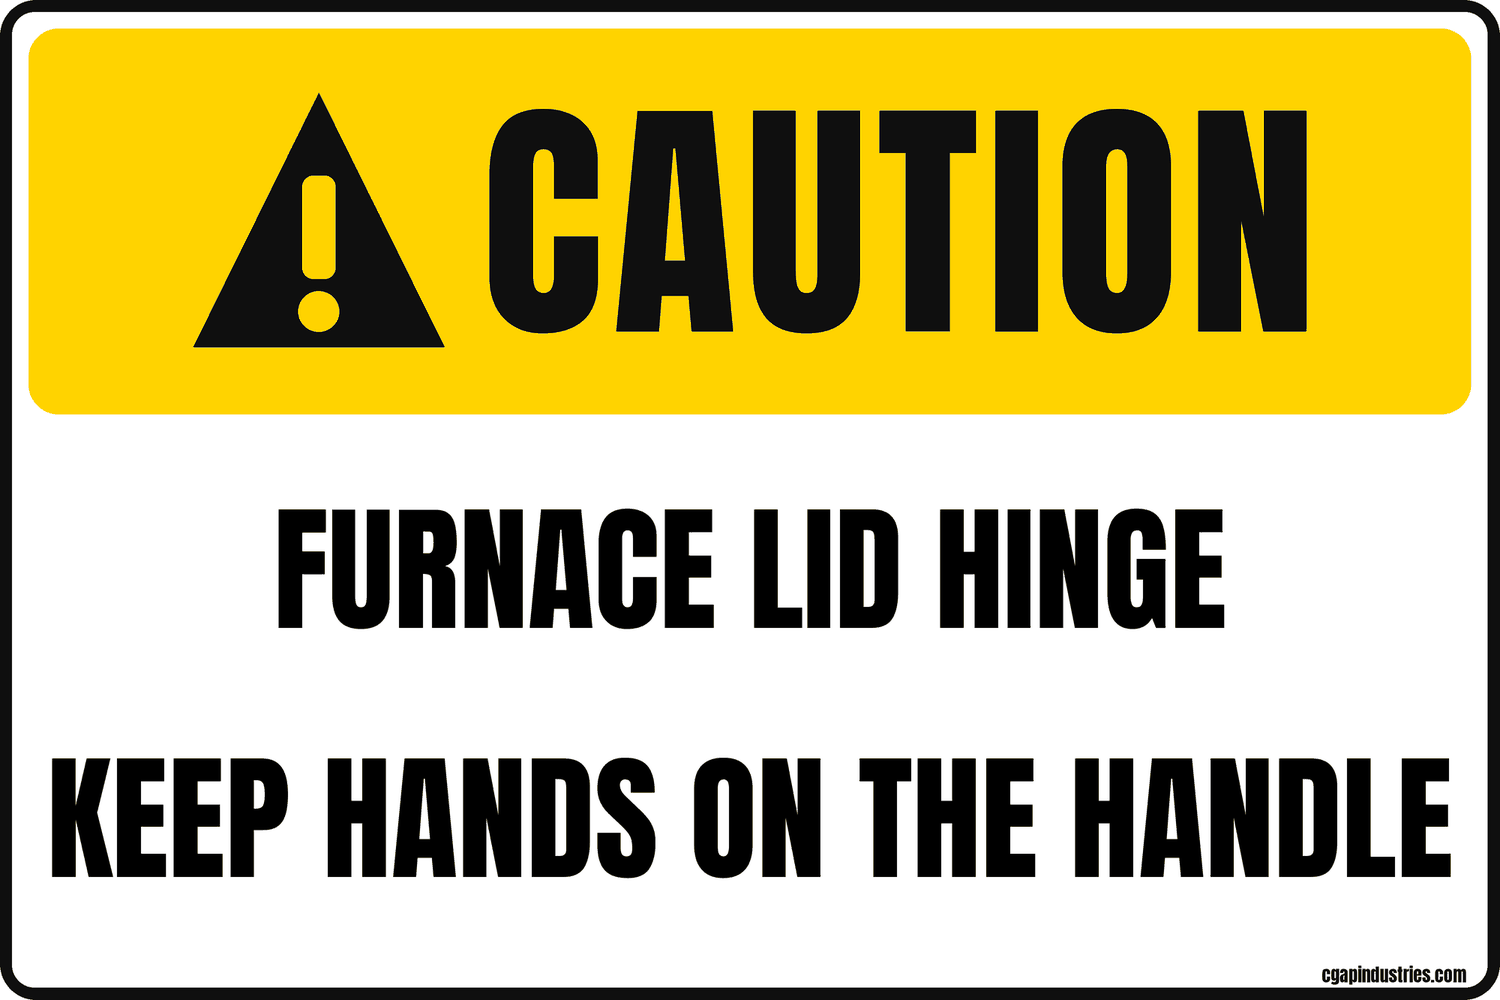 CAUTION
FURNACE LID HINGE
KEEP HANDS ON THE HANDLE
cgapindustries.com